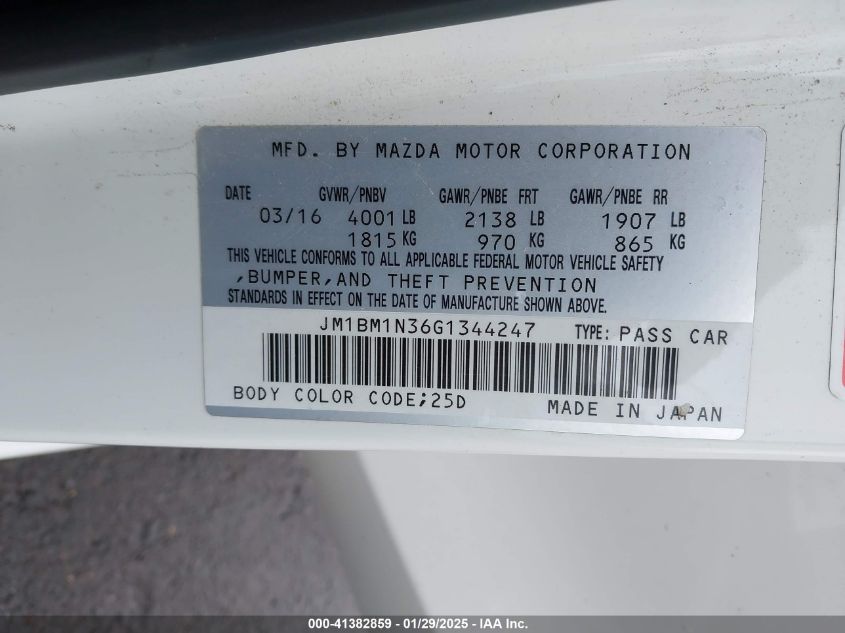 MFD. BY MAZDA MOTOR CORPORATION
DATE GVWR/PNBV GAWR/PNBE FRT GAWR/PNBE RR
03/16 4001 LB 2138 LB 1907 LB
1815 KG 970 KG 865 KG
THIS VEHICLE CONFORMS TO ALL APPLICABLE FEDERAL MOTOR VEHICLE SAFETY
,BUMPER,AND THEFT PREVENTION
STANDARDS IN EFFECT ON THE DATE OF MANUFACTURE SHOWN ABOVE.
JM1BM1N36G1344247 TYPE: PASS CAR
BODY COLOR CODE;25D MADE IN JAPAN
000-41382859 - 01/29/2025 - IAA Inc.